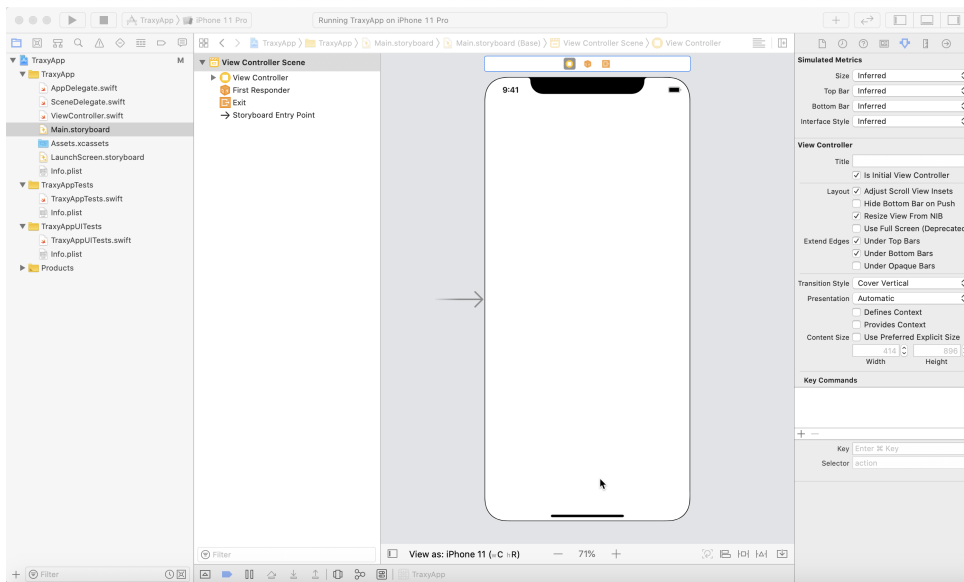 TraxyApp 〉 iPhone 11 Pro
Running TraxyApp on iPhone 11 Pro
TraxyApp 〉 TraxyApp 〉 Main.storyboard 〉 Main.storyboard (Base) 〉 View Controller Scene 〉 View Controller
TraxyApp M
TraxyApp
AppDelegate.swift
SceneDelegate.swift
ViewController.swift
Main.storyboard
Assets.xcassets
LaunchScreen.storyboard
Info.plist
TraxyAppTests
TraxyAppTests.swift
Info.plist
TraxyAppUITests
TraxyAppUITests.swift
Info.plist
Products
Filter
View Controller Scene
View Controller
First Responder
Exit
Storyboard Entry Point
Filter
9:41
View as: iPhone 11 (wC hR)
71%
TraxyApp
Simulated Metrics
Size Inferred
Top Bar Inferred
Bottom Bar Inferred
Interface Style Inferred
View Controller
Title
Is Initial View Controller
Layout Adjust Scroll View Insets
Hide Bottom Bar on Push
Resize View From NIB
Use Full Screen (Deprecated
Extend Edges Under Top Bars
Under Bottom Bars
Under Opaque Bars
Transition Style Cover Vertical
Presentation Automatic
Defines Context
Provides Context
Content Size Use Preferred Explicit Size
414 896
Width Height
Key Commands
Key Enter ⌘ Key
Selector action